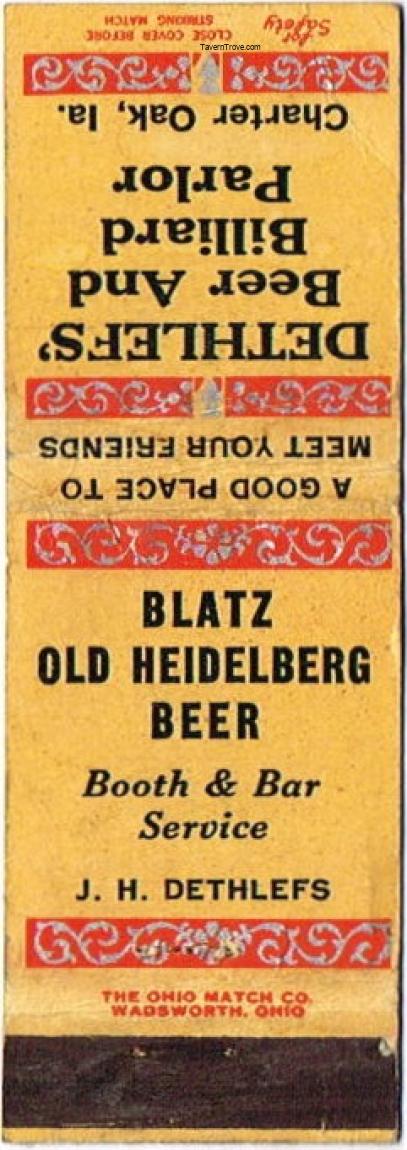 For
Safety
CLOSE COVER BEFORE
STRIKING MATCH
TavernTrove.com
DETHLEFS'
Beer And
Billiard
Parlor
Charter Oak, Ia.
A GOOD PLACE TO
MEET YOUR FRIENDS
BLATZ
OLD HEIDELBERG
BEER
Booth & Bar
Service
J. H. DETHLEFS
THE OHIO MATCH CO.
WADSWORTH, OHIO